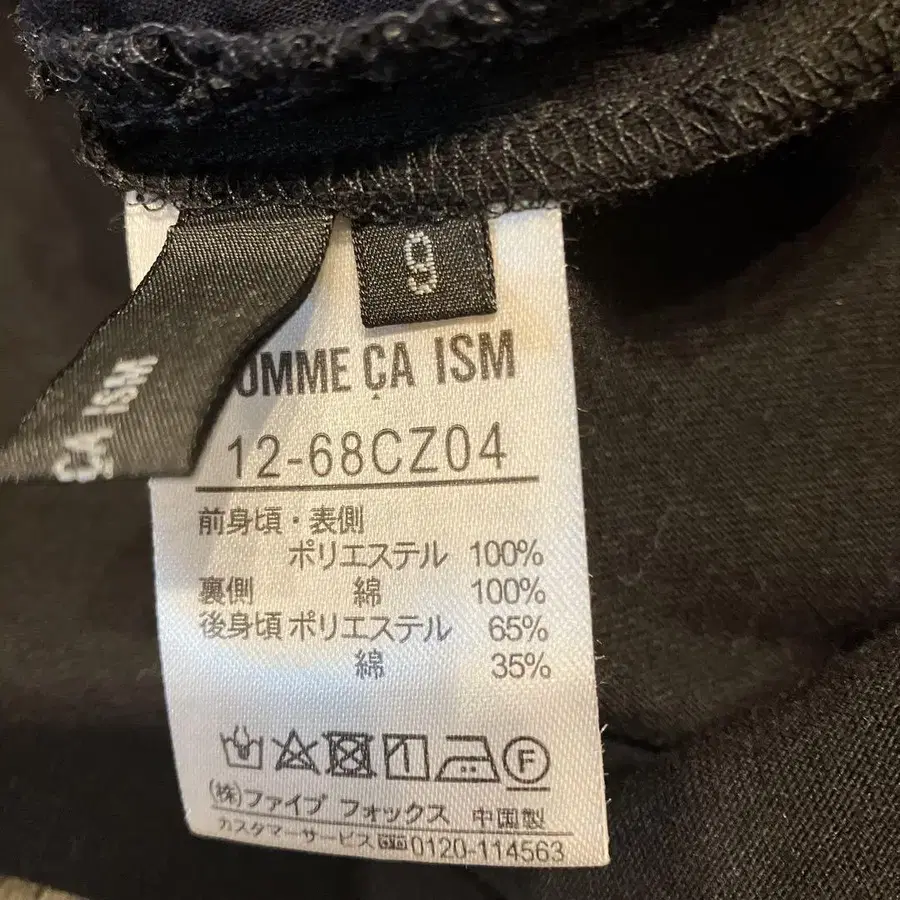 9
ÇA ISM
OMME ÇA ISM
12-68CZ04
前身頃・表側
ポリエステル 100%
裏側 綿 100%
後身頃 ポリエステル 65%
綿 35%
F
(株)ファイブ フォックス 中国製
カスタマーサービス 0120-114563